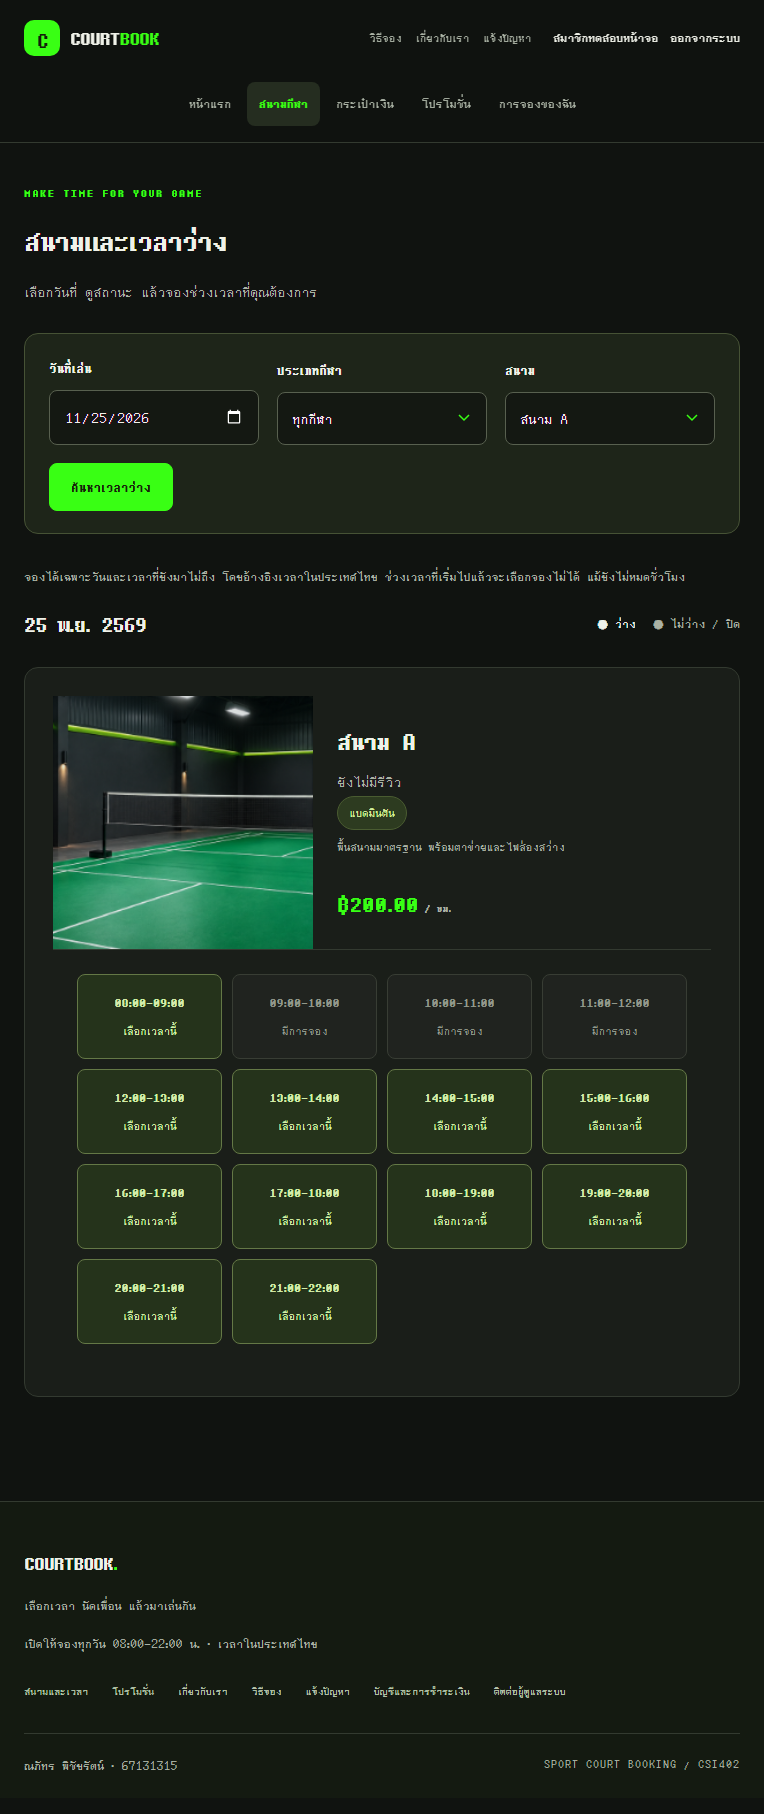 C COURTBOOK
วิธีจอง เกี่ยวกับเรา แจ้งปัญหา สมาชิกทดสอบหน้าจอ ออกจากระบบ
หน้าแรก สนามกีฬา กระเป๋าเงิน โปรโมชั่น การจองของฉัน
MAKE TIME FOR YOUR GAME
สนามและเวลาว่าง
เลือกวันที่ ดูสถานะ แล้วจองช่วงเวลาที่คุณต้องการ
วันที่เล่น ประเภทกีฬา สนาม
11/25/2026 ทุกกีฬา สนาม A
ค้นหาเวลาว่าง
จองได้เฉพาะวันและเวลาที่ยังมาไม่ถึง โดยอ้างอิงเวลาในประเทศไทย ช่วงเวลาที่เริ่มไปแล้วจะเลือกจองไม่ได้ แม้ยังไม่หมดชั่วโมง
25 พ.ย. 2569 ว่าง ไม่ว่าง / ปิด
สนาม A
ยังไม่มีรีวิว
แบดมินตัน
พื้นสนามมาตรฐาน พร้อมตาข่ายและไฟส่องสว่าง
฿200.00 / ชม.
08:00–09:00 09:00–10:00 10:00–11:00 11:00–12:00
เลือกเวลานี้ มีการจอง มีการจอง มีการจอง
12:00–13:00 13:00–14:00 14:00–15:00 15:00–16:00
เลือกเวลานี้ เลือกเวลานี้ เลือกเวลานี้ เลือกเวลานี้
16:00–17:00 17:00–18:00 18:00–19:00 19:00–20:00
เลือกเวลานี้ เลือกเวลานี้ เลือกเวลานี้ เลือกเวลานี้
20:00–21:00 21:00–22:00
เลือกเวลานี้ เลือกเวลานี้
COURTBOOK.
เลือกเวลา นัดเพื่อน แล้วมาเล่นกัน
เปิดให้จองทุกวัน 08:00–22:00 น. · เวลาในประเทศไทย
สนามและเวลา โปรโมชั่น เกี่ยวกับเรา วิธีจอง แจ้งปัญหา บัญชีและการชำระเงิน ติดต่อผู้ดูแลระบบ
ณภัทร พิชัยรัตน์ · 67131315
SPORT COURT BOOKING / CSI402